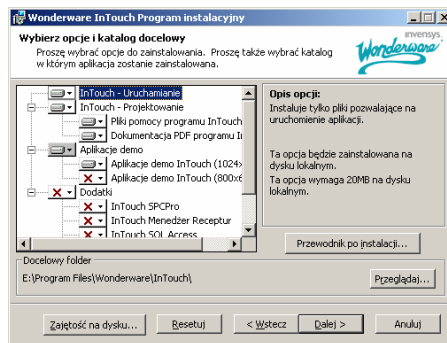 Wonderware InTouch Program instalacyjny
Wybierz opcje i katalog docelowy
Proszę wybrać opcje do zainstalowania. Proszę także wybrać katalog
w którym aplikacja zostanie zainstalowana.
invensys
Wonderware
InTouch - Uruchamianie
InTouch - Projektowanie
Pliki pomocy programu InTouch
Dokumentacja PDF programu I
Aplikacje demo
Aplikacje demo InTouch (1024
Aplikacje demo InTouch (800x6
Dodatki
InTouch SPCPro
InTouch Menedżer Receptur
InTouch SQL Access
Opis opcji:
Instaluje tylko pliki pozwalające na
uruchomienie aplikacji.
Ta opcja będzie zainstalowana na
dysku lokalnym.
Ta opcja wymaga 20MB na dysku
lokalnym.
Przewodnik po instalacji...
Docelowy folder
E:\Program Files\Wonderware\InTouch\
Przeglądaj...
Zajętość na dysku...
Resetuj
< Wstecz
Dalej >
Anuluj